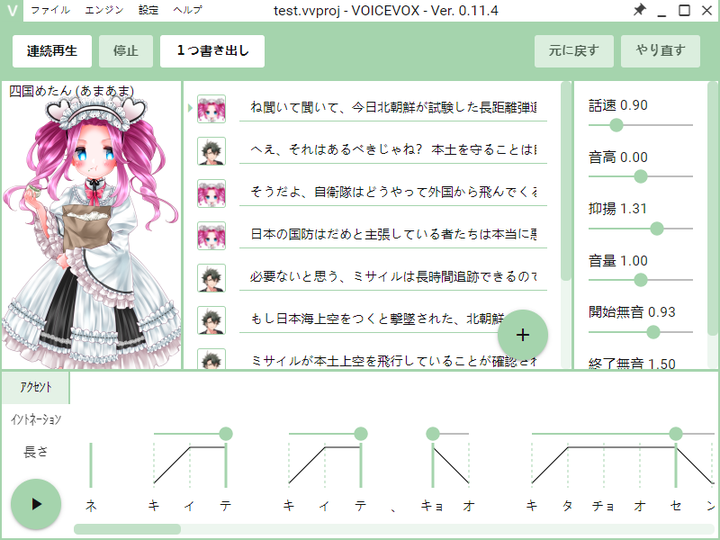 V ファイル エンジン 設定 ヘルプ test.vvproj - VOICEVOX - Ver. 0.11.4
連続再生 停止 1つ書き出し 元に戻す やり直す
四国めたん (あまあま)
ね聞いて聞いて、今日北朝鮮が試験した長距離弾道
へえ、それはあるべきじゃね? 本土を守ることは
そうだよ、自衛隊はどうやって外国から飛んでくる
日本の国防はだめと主張している者たちは本当に悪
必要ないと思う、ミサイルは長時間追跡できるので
もし日本海上空をつくと撃墜された、北朝鮮
ミサイルが本土上空を飛行していることが確認され
+
話速 0.90
音高 0.00
抑揚 1.31
音量 1.00
開始無音 0.93
終了無音 1.50
アクセント
イントネーション
長さ
ネ キ イ テ キ イ テ 、 キョ オ キ タ チョ オ セ ン